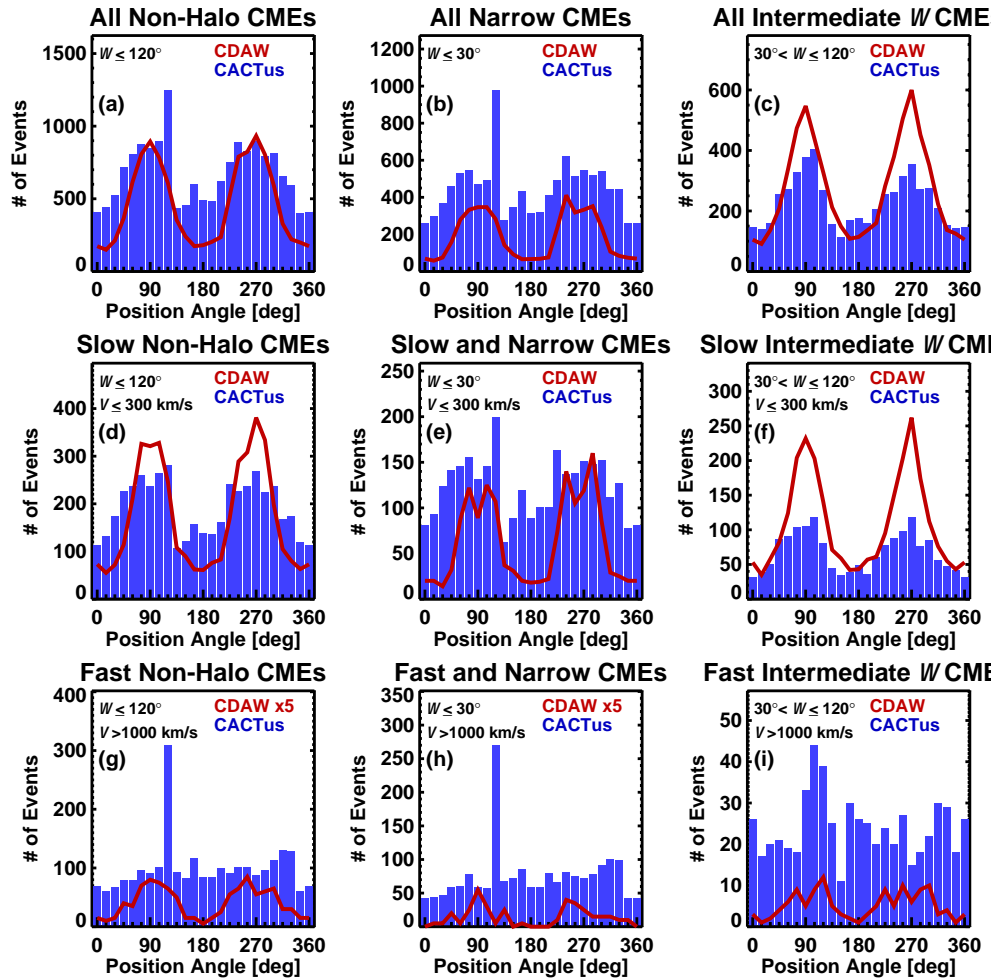 All Non-Halo CMEs
1500
1000
500
0
# of Events
W ≤ 120°
CDAW
CACTus
(a)
0 90 180 270 360
Position Angle [deg]
All Narrow CMEs
1200
1000
800
600
400
200
0
# of Events
W ≤ 30°
CDAW
CACTus
(b)
0 90 180 270 360
Position Angle [deg]
All Intermediate W CME
600
400
200
0
# of Events
30°< W ≤ 120°
CDAW
CACTus
(c)
0 90 180 270 360
Position Angle [deg]
Slow Non-Halo CMEs
400
300
200
100
0
# of Events
W ≤ 120°
V ≤ 300 km/s
CDAW
CACTus
(d)
0 90 180 270 360
Position Angle [deg]
Slow and Narrow CMEs
250
200
150
100
50
0
# of Events
W ≤ 30°
V ≤ 300 km/s
CDAW
CACTus
(e)
0 90 180 270 360
Position Angle [deg]
Slow Intermediate W CME
300
250
200
150
100
50
0
# of Events
30°< W ≤ 120°
V ≤ 300 km/s
CDAW
CACTus
(f)
0 90 180 270 360
Position Angle [deg]
Fast Non-Halo CMEs
400
300
200
100
0
# of Events
W ≤ 120°
V >1000 km/s
CDAW x5
CACTus
(g)
0 90 180 270 360
Position Angle [deg]
Fast and Narrow CMEs
350
300
250
200
150
100
50
0
# of Events
W ≤ 30°
V >1000 km/s
CDAW x5
CACTus
(h)
0 90 180 270 360
Position Angle [deg]
Fast Intermediate W CME
50
40
30
20
10
0
# of Events
30°< W ≤ 120°
V >1000 km/s
CDAW
CACTus
(i)
0 90 180 270 360
Position Angle [deg]